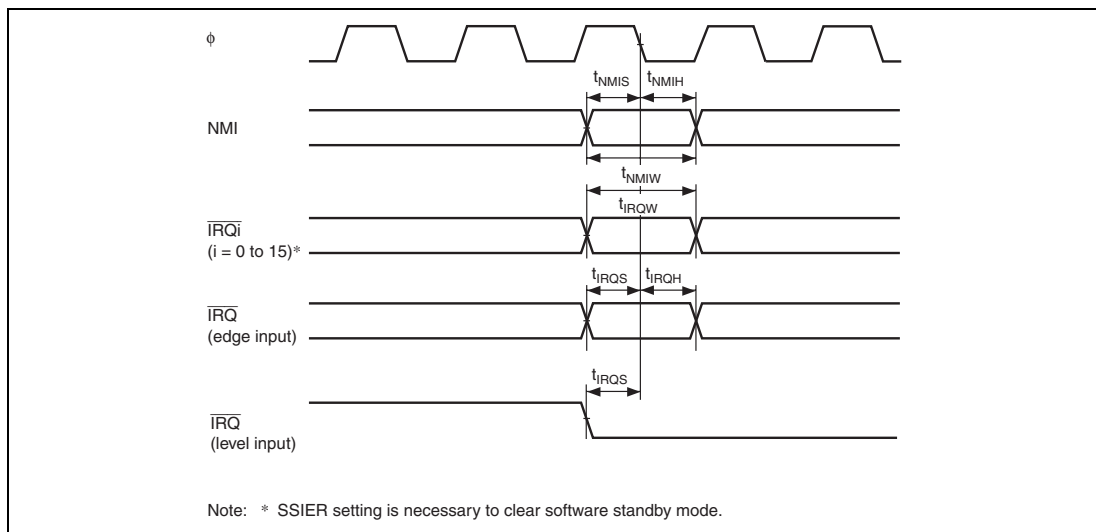 ϕ
tNMIS tNMIH
NMI
tNMIW
tIRQW
IRQi
(i = 0 to 15)*
tIRQS tIRQH
IRQ
(edge input)
tIRQS
IRQ
(level input)
Note: * SSIER setting is necessary to clear software standby mode.